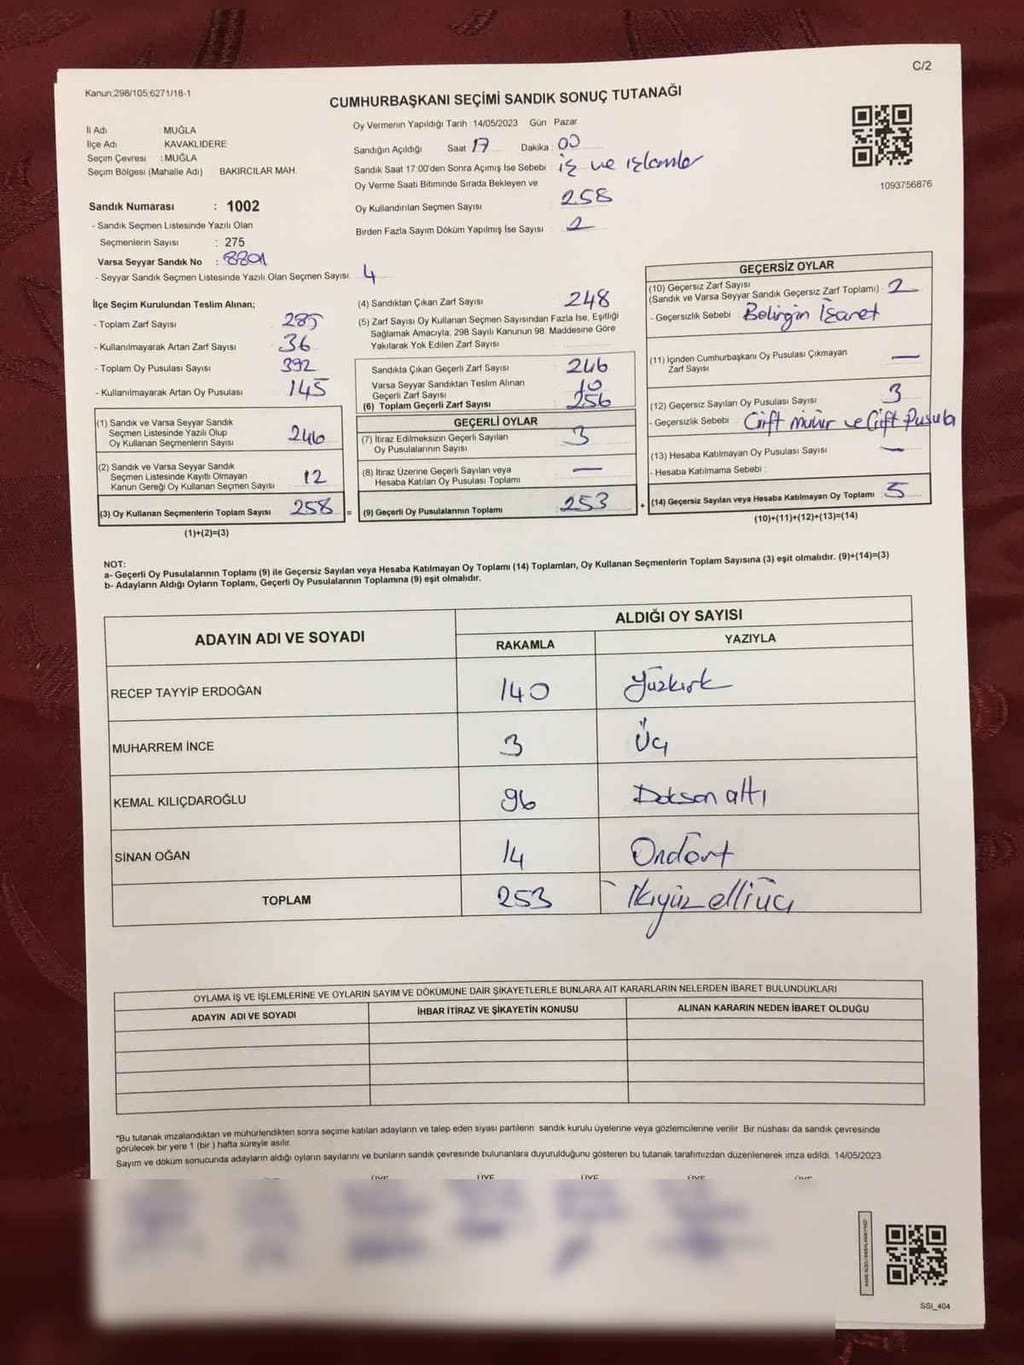 C/2
Kanun;298/105;6271/18-1
CUMHURBAŞKANI SEÇİMİ SANDIK SONUÇ TUTANAĞI
İl Adı MUĞLA
İlçe Adı KAVAKLIDERE
Seçim Çevresi : MUĞLA
Seçim Bölgesi (Mahalle Adı) BAKIRCILAR MAH.
Oy Vermenin Yapıldığı Tarih : 14/05/2023 Gün Pazar
Sandığın Açıldığı Saat 17 Dakika : 00
Sandık Saat 17:00'den Sonra Açımış Ise Sebebi : iş ve işlemler
Oy Verme Saati Bitiminde Sırada Bekleyen ve
Oy Kullandırılan Seçmen Sayısı 258
Birden Fazla Sayım Döküm Yapılmış Ise Sayısı : 2
1093756876
Sandık Numarası : 1002
- Sandık Seçmen Listesinde Yazılı Olan
Seçmenlerin Sayısı : 275
Varsa Seyyar Sandık No : 8801
- Seyyar Sandık Seçmen Listesinde Yazılı Olan Seçmen Sayısı: 4
İlçe Seçim Kurulundan Teslim Alınan;
- Toplam Zarf Sayısı 285
- Kullanılmayarak Artan Zarf Sayısı 36
- Toplam Oy Pusulası Sayısı 392
- Kullanılmayarak Artan Oy Pusulası 145
(1) Sandık ve Varsa Seyyar Sandık
Seçmen Listesinde Yazılı Olup
Oy Kullanan Seçmenlerin Sayısı 246
(2) Sandık ve Varsa Seyyar Sandık
Seçmen Listesinde Kayıtlı Olmayan
Kanun Gereği Oy Kullanan Seçmen Sayısı 12
(3) Oy Kullanan Seçmenlerin Toplam Sayısı 258 =
(1)+(2)=(3)
(4) Sandıktan Çıkan Zarf Sayısı 248
(5) Zarf Sayısı Oy Kullanan Seçmen Sayısından Fazla Ise, Eşitliği
Sağlamak Amacıyla, 298 Sayılı Kanunun 98. Maddesine Göre
Yakılarak Yok Edilen Zarf Sayısı
Sandıkta Çıkan Geçerli Zarf Sayısı 246
Varsa Seyyar Sandıktan Teslim Alınan
Geçerli Zarf Sayısı 10
(6) Toplam Geçerli Zarf Sayısı 256
GEÇERLİ OYLAR
(7) İtiraz Edilmeksizin Geçerli Sayılan
Oy Pusulalarının Sayısı 3
(8) İtiraz Üzerine Geçerli Sayılan veya
Hesaba Katılan Oy Pusulası Toplamı —
(9) Geçerli Oy Pusulalarının Toplamı 253 +
GEÇERSİZ OYLAR
(10) Geçersiz Zarf Sayısı
(Sandık ve Varsa Seyyar Sandık Geçersiz Zarf Toplamı) : 2
- Geçersizlik Sebebi : Belirgin İşaret
(11) İçinden Cumhurbaşkanı Oy Pusulası Çıkmayan
Zarf Sayısı —
(12) Geçersiz Sayılan Oy Pusulası Sayısı 3
- Geçersizlik Sebebi : Çift mühür ve Çift Pusula
(13) Hesaba Katılmayan Oy Pusulası Sayısı —
- Hesaba Katılmama Sebebi :
(14) Geçersiz Sayılan veya Hesaba Katılmayan Oy Toplamı 5
(10)+(11)+(12)+(13)=(14)
NOT:
a- Geçerli Oy Pusulalarının Toplamı (9) ile Geçersiz Sayılan veya Hesaba Katılmayan Oy Toplamı (14) Toplamları, Oy Kullanan Seçmenlerin Toplam Sayısına (3) eşit olmalıdır. (9)+(14)=(3)
b- Adayların Aldığı Oyların Toplamı, Geçerli Oy Pusulalarının Toplamına (9) eşit olmalıdır.
ADAYIN ADI VE SOYADI ALDIĞI OY SAYISI
RAKAMLA YAZIYLA
RECEP TAYYİP ERDOĞAN 140 Yüzkırk
MUHARREM İNCE 3 Üç
KEMAL KILIÇDAROĞLU 96 Doksan altı
SİNAN OĞAN 14 Ondört
TOPLAM 253 İkiyüz elliüç
OYLAMA İŞ VE İŞLEMLERİNE VE OYLARIN SAYIM VE DÖKÜMÜNE DAİR ŞİKAYETLERLE BUNLARA AİT KARARLARIN NELERDEN İBARET BULUNDUKLARI
ADAYIN ADI VE SOYADI İHBAR İTİRAZ VE ŞİKAYETİN KONUSU ALINAN KARARIN NEDEN İBARET OLDUĞU
*Bu tutanak imzalandıktan ve mühürlendikten sonra seçime katılan adayların ve talep eden siyasi partilerin sandık kurulu üyelerine veya gözlemcilerine verilir. Bir nüshası da sandık çevresinde
görülecek bir yere 1 (bir ) hafta süreyle asılır.
Sayım ve döküm sonucunda adayların aldığı oyların sayılarını ve bunların sandık çevresinde bulunanlara duyurulduğunu gösteren bu tutanak tarafımızdan düzenlenerek imza edildi. 14/05/2023
ÜYE ÜYE ÜYE ÜYE ÜYE
SSI_404